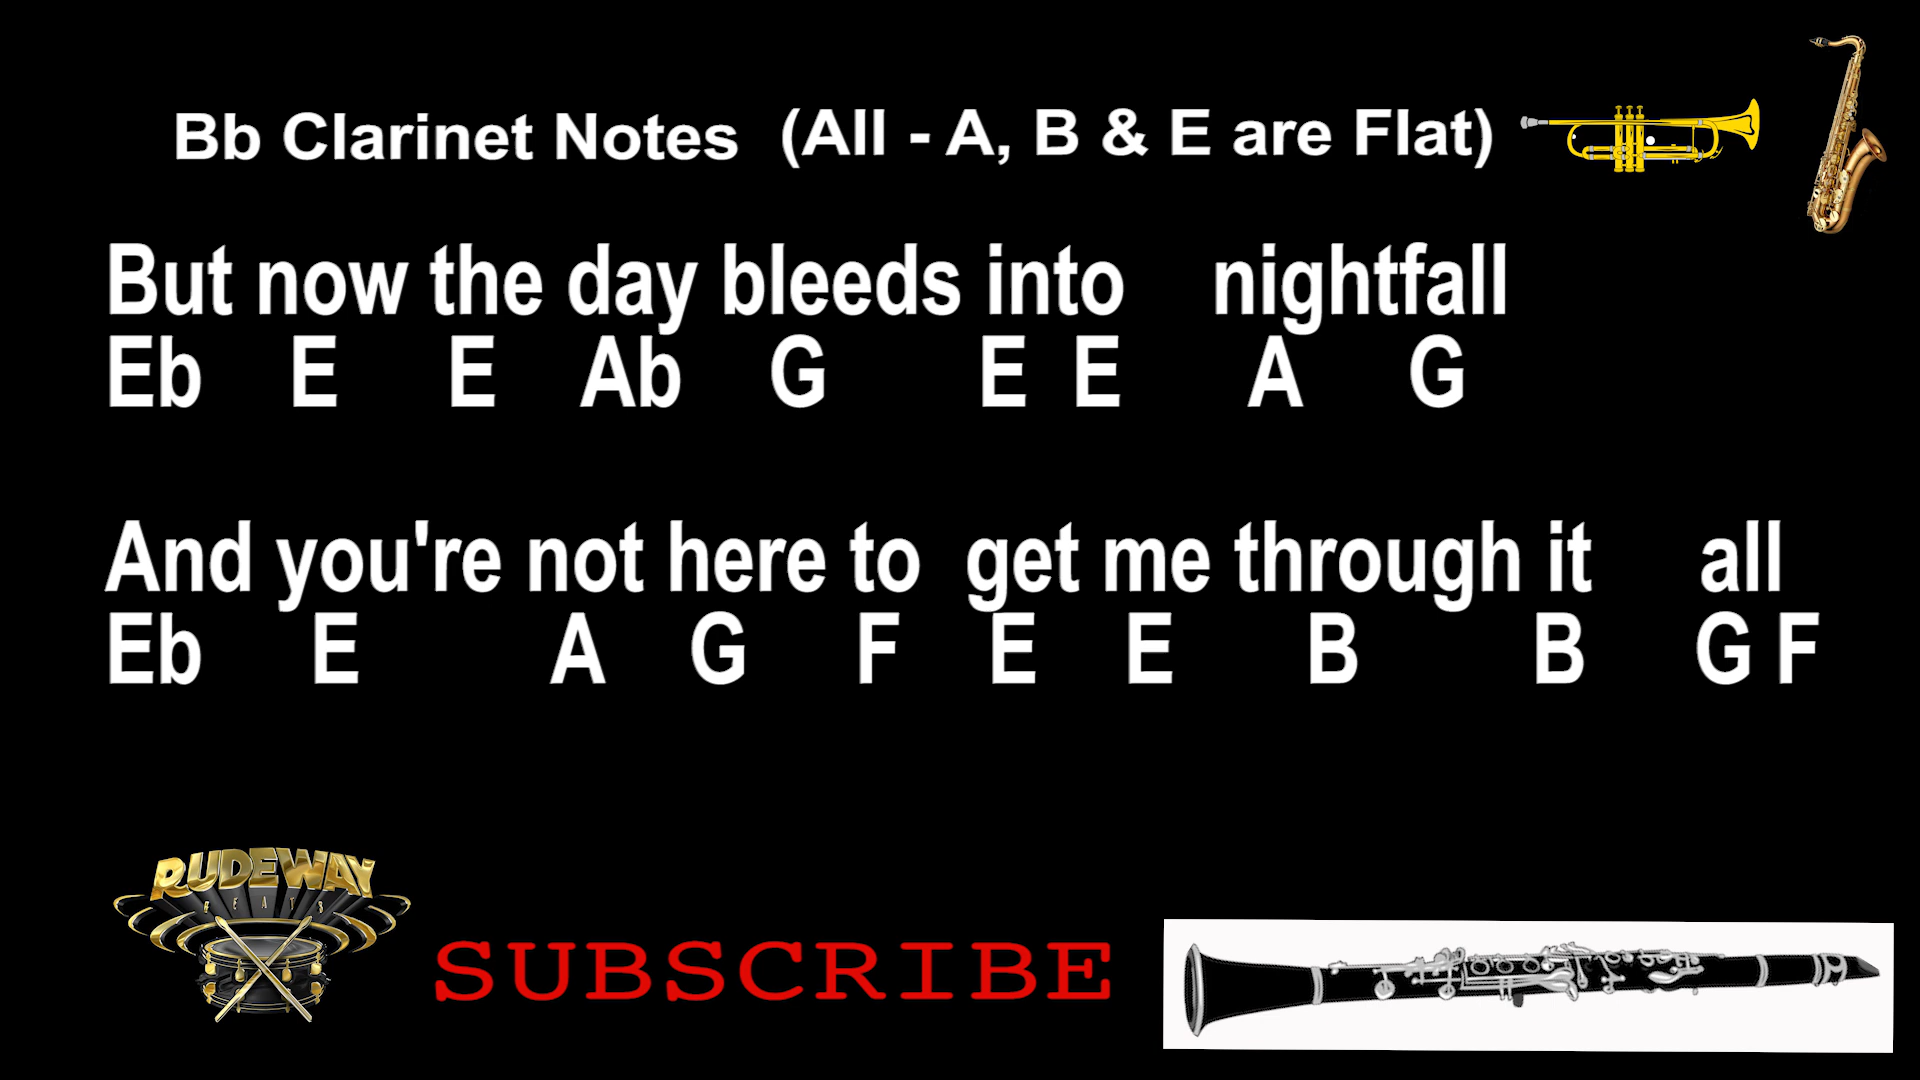 Bb Clarinet Notes (All - A, B & E are Flat)
But now the day bleeds into nightfall
Eb E E Ab G E E A G
And you're not here to get me through it all
Eb E A G F E E B B G F
RUDEWAY
BEATS
SUBSCRIBE